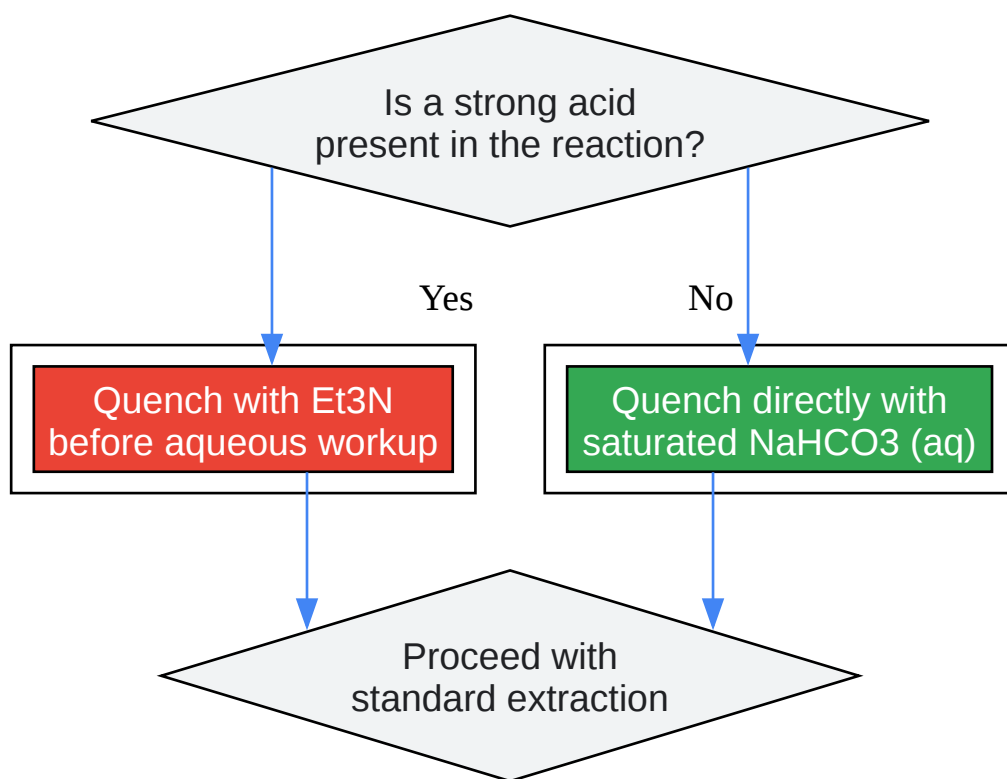 Is a strong acid
present in the reaction?
Yes
No
Quench with Et3N
before aqueous workup
Quench directly with
saturated NaHCO3 (aq)
Proceed with
standard extraction